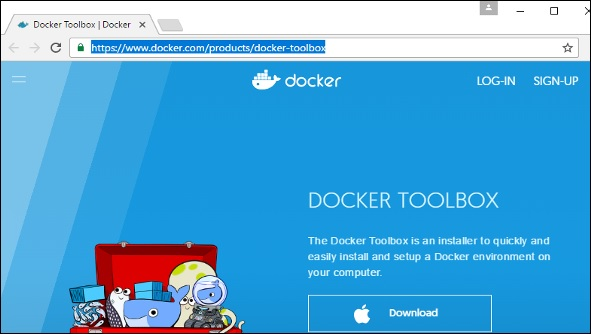 Docker Toolbox | Docker
https://www.docker.com/products/docker-toolbox
docker
LOG-IN
SIGN-UP
DOCKER TOOLBOX
The Docker Toolbox is an installer to quickly and
easily install and setup a Docker environment on
your computer.
Download